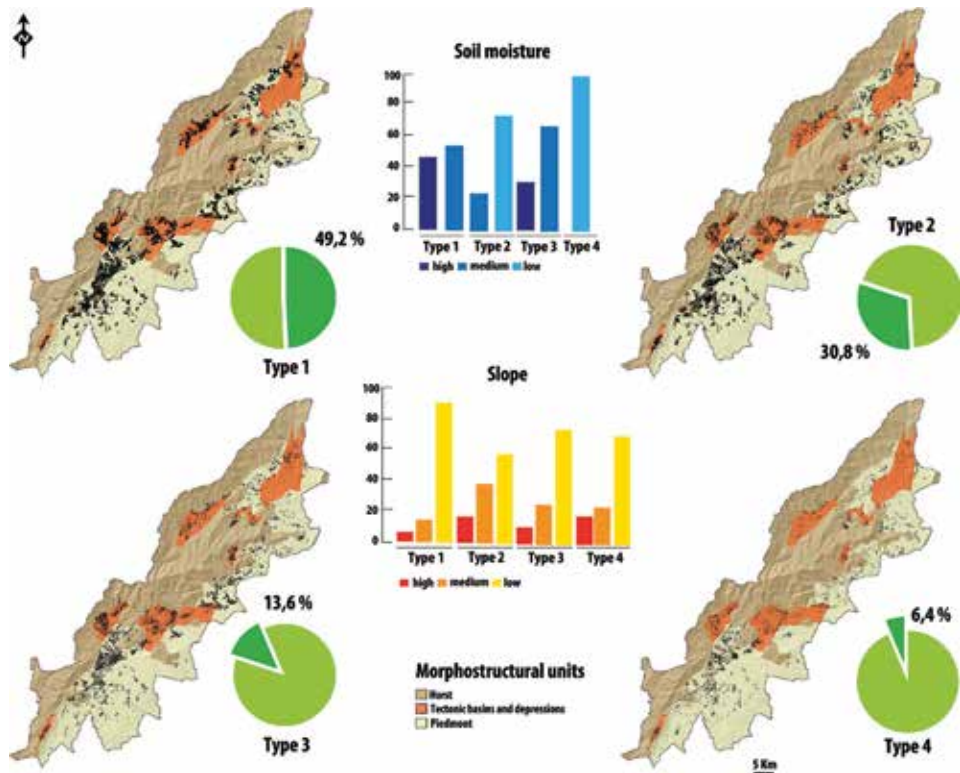 N
Soil moisture
100
80
60
40
20
0
Type 1 Type 2 Type 3 Type 4
high medium low
49,2 %
Type 1
Type 2
30,8 %
Slope
100
80
60
40
20
0
Type 1 Type 2 Type 3 Type 4
high medium low
13,6 %
Type 3
6,4 %
Type 4
Morphostructural units
Horst
Tectonic basins and depressions
Piedmont
5 Km